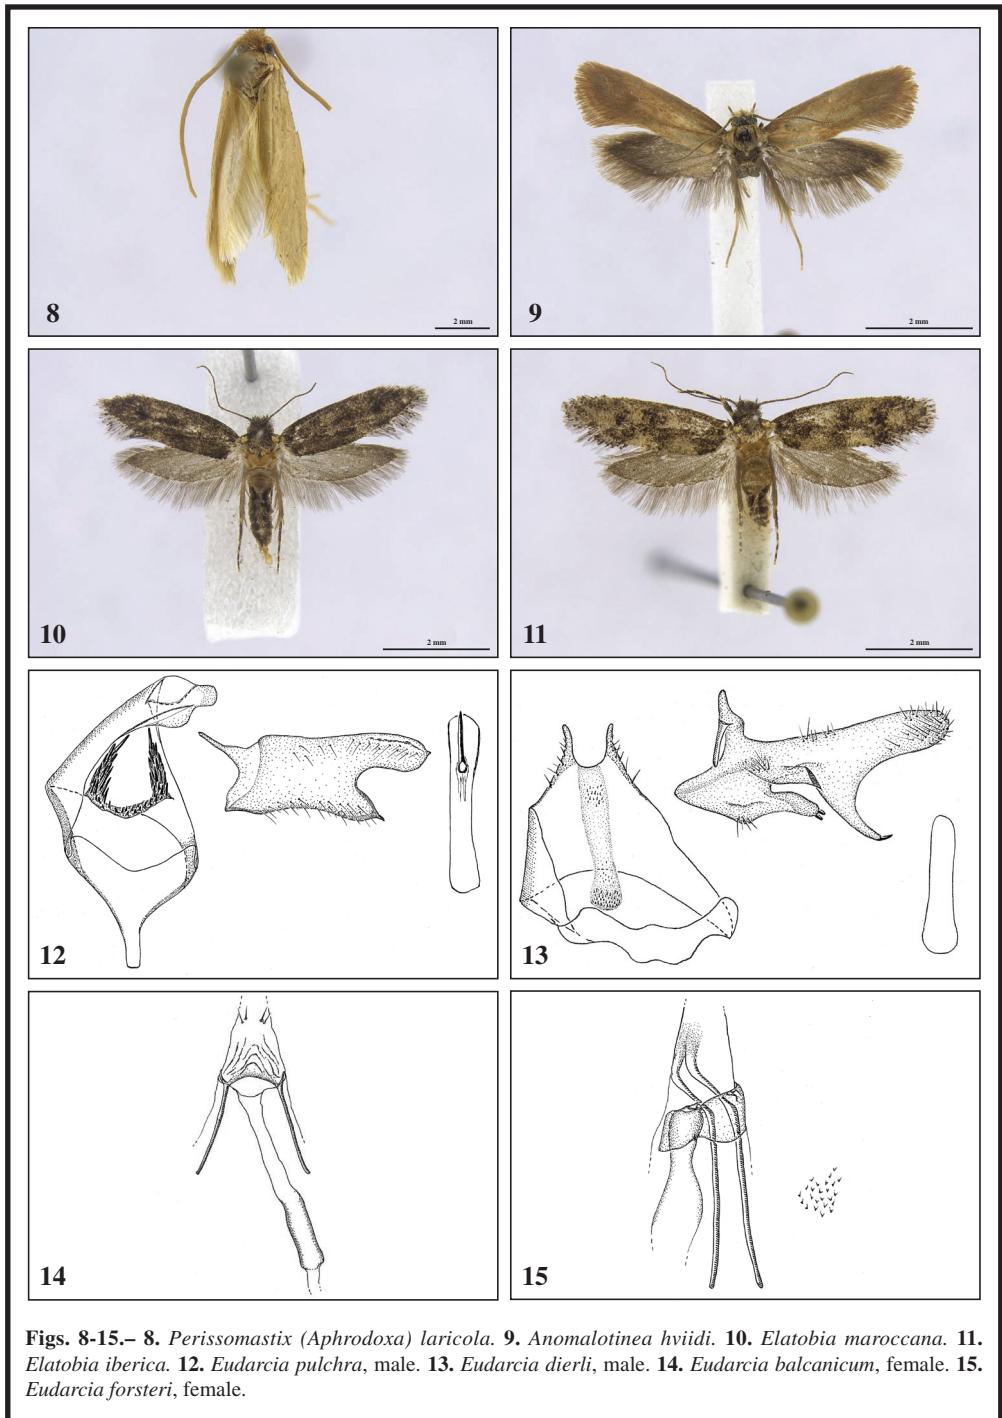 8
2 mm
9
2 mm
10
2 mm
11
2 mm
12
13
14
15
Figs. 8-15.– 8. Perissomastix (Aphrodoxa) laricola. 9. Anomalotinea hviidi. 10. Elatobia maroccana. 11.
Elatobia iberica. 12. Eudarcia pulchra, male. 13. Eudarcia dierli, male. 14. Eudarcia balcanicum, female. 15.
Eudarcia forsteri, female.